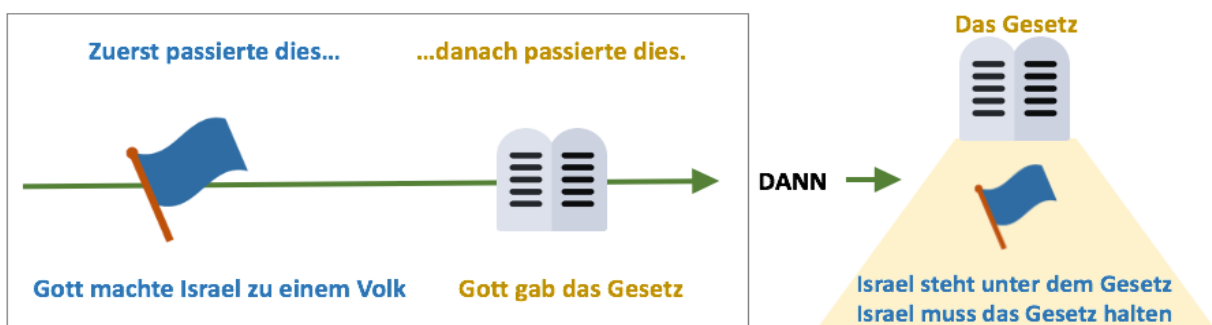 Zuerst passierte dies...
...danach passierte dies.
Gott machte Israel zu einem Volk
Gott gab das Gesetz
DANN
Das Gesetz
Israel steht unter dem Gesetz
Israel muss das Gesetz halten